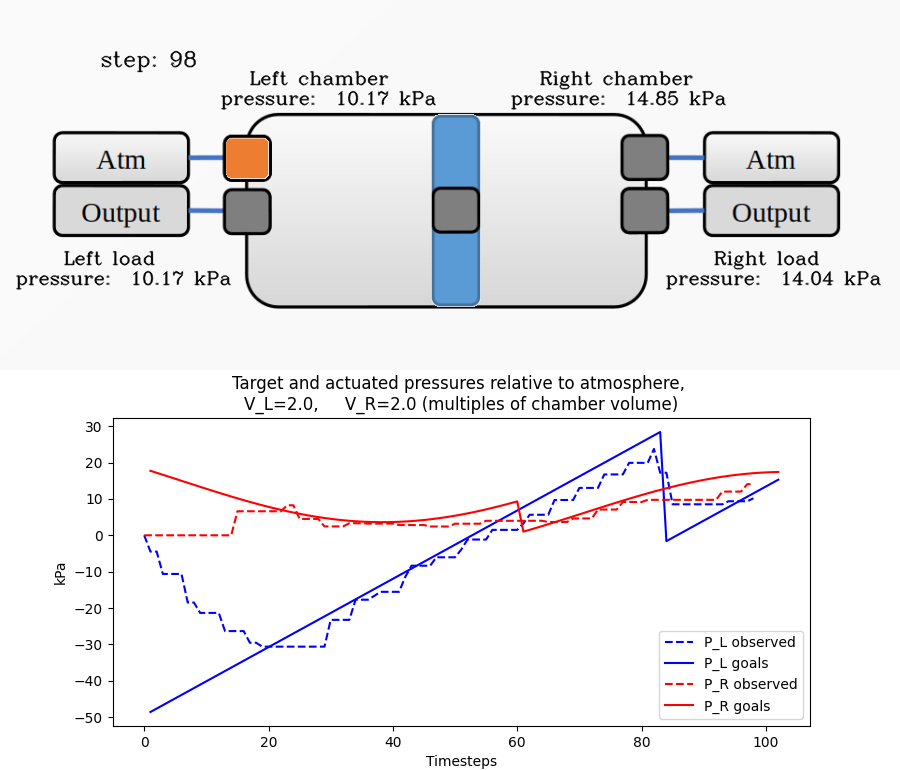 step: 98
Left chamber
pressure: 10.17 kPa
Right chamber
pressure: 14.85 kPa
Atm
Output
Atm
Output
Left load
pressure: 10.17 kPa
Right load
pressure: 14.04 kPa
Target and actuated pressures relative to atmosphere,
V_L=2.0, V_R=2.0 (multiples of chamber volume)
kPa
30
20
10
0
−10
−20
−30
−40
−50
P_L observed
P_L goals
P_R observed
P_R goals
0 20 40 60 80 100
Timesteps